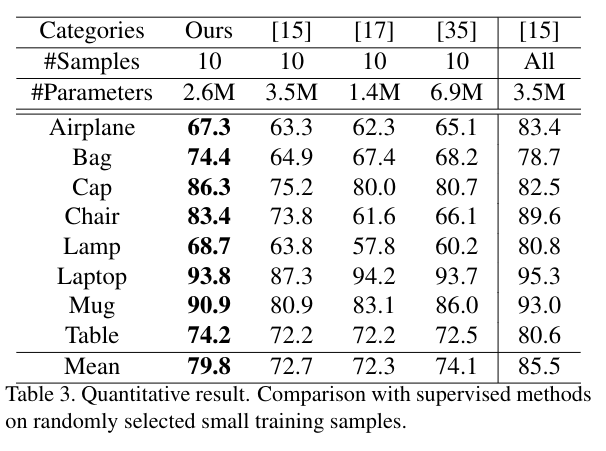 Categories Ours [15] [17] [35] [15]
#Samples 10 10 10 10 All
#Parameters 2.6M 3.5M 1.4M 6.9M 3.5M
Airplane 67.3 63.3 62.3 65.1 83.4
Bag 74.4 64.9 67.4 68.2 78.7
Cap 86.3 75.2 80.0 80.7 82.5
Chair 83.4 73.8 61.6 66.1 89.6
Lamp 68.7 63.8 57.8 60.2 80.8
Laptop 93.8 87.3 94.2 93.7 95.3
Mug 90.9 80.9 83.1 86.0 93.0
Table 74.2 72.2 72.2 72.5 80.6
Mean 79.8 72.7 72.3 74.1 85.5
Table 3. Quantitative result. Comparison with supervised methods
on randomly selected small training samples.